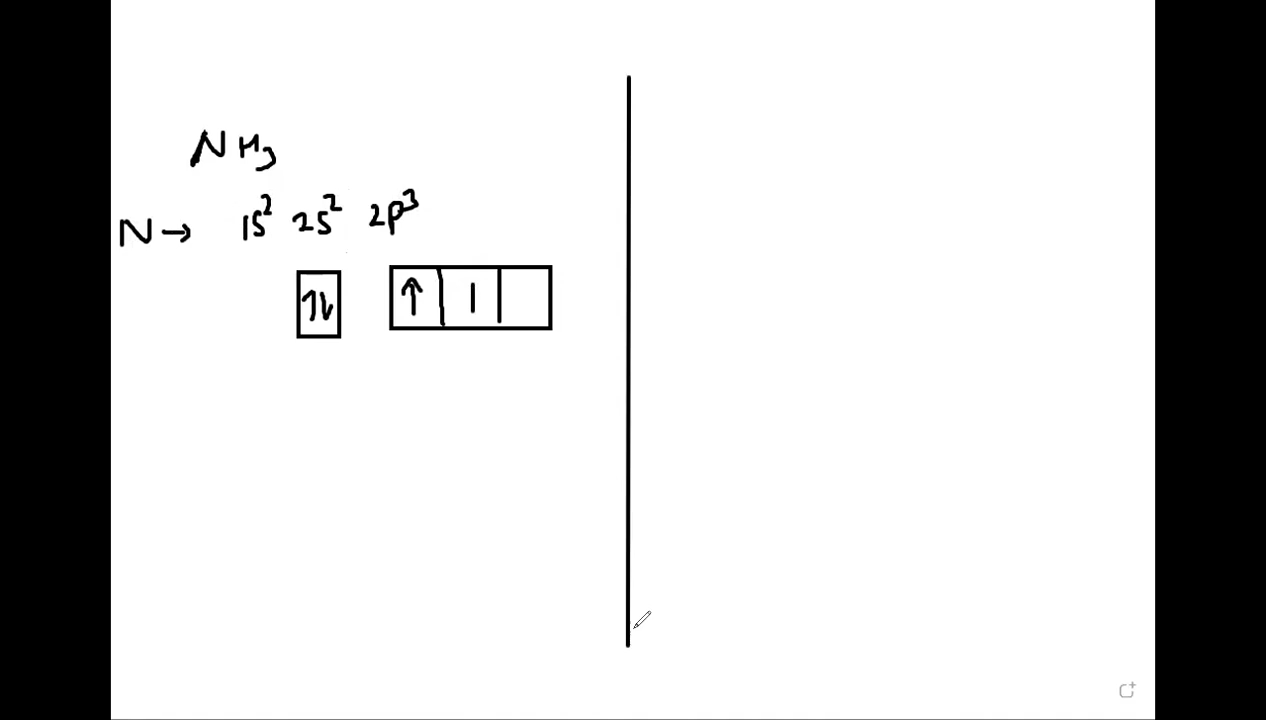 NH₃
N → 1s² 2s² 2p³
↑↓ ↑ |